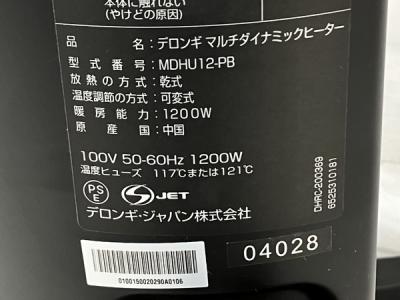 本体に触れない
(やけどの原因)
品名:デロンギ マルチダイナミックヒーター
型式番号:MDHU12-PB
放熱の方式:乾式
温度調節の方式:可変式
暖房能力:1200W
原産国:中国
100V 50-60Hz 1200W
温度ヒューズ 117℃または121℃
PS
E
JET
デロンギ・ジャパン株式会社
DHRC-200369
6525310181
0100150020290A0106
04028